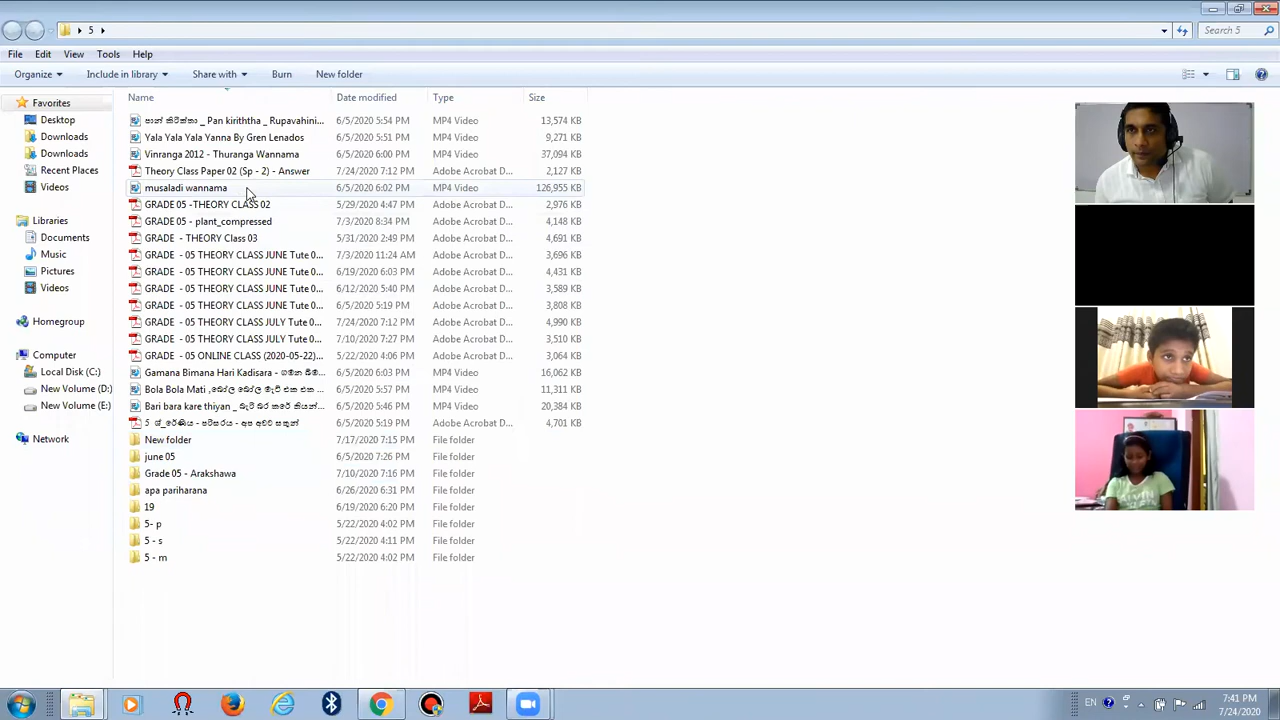 5
Search 5
File Edit View Tools Help
Organize Include in library Share with Burn New folder
Name Date modified Type Size
Favorites
Desktop
Downloads
Downloads
Recent Places
Videos
Libraries
Documents
Music
Pictures
Videos
Homegroup
Computer
Local Disk (C:)
New Volume (D:)
New Volume (E:)
Network
පාන් කිරිත්තා _ Pan kiriththa _ Rupavahini... 6/5/2020 5:54 PM MP4 Video 13,574 KB
Yala Yala Yala Yanna By Gren Lenados 6/5/2020 5:51 PM MP4 Video 9,271 KB
Vinranga 2012 - Thuranga Wannama 6/5/2020 6:00 PM MP4 Video 37,094 KB
Theory Class Paper 02 (Sp - 2) - Answer 7/24/2020 7:12 PM Adobe Acrobat D... 2,127 KB
musaladi wannama 6/5/2020 6:02 PM MP4 Video 126,955 KB
GRADE 05 -THEORY CLASS 02 5/29/2020 4:47 PM Adobe Acrobat D... 2,976 KB
GRADE 05 - plant_compressed 7/3/2020 8:34 PM Adobe Acrobat D... 4,148 KB
GRADE - THEORY Class 03 5/31/2020 2:49 PM Adobe Acrobat D... 4,691 KB
GRADE - 05 THEORY CLASS JUNE Tute 0... 7/3/2020 11:24 AM Adobe Acrobat D... 3,696 KB
GRADE - 05 THEORY CLASS JUNE Tute 0... 6/19/2020 6:03 PM Adobe Acrobat D... 4,431 KB
GRADE - 05 THEORY CLASS JUNE Tute 0... 6/12/2020 5:40 PM Adobe Acrobat D... 3,589 KB
GRADE - 05 THEORY CLASS JUNE Tute 0... 6/5/2020 5:19 PM Adobe Acrobat D... 3,808 KB
GRADE - 05 THEORY CLASS JULY Tute 0... 7/24/2020 7:12 PM Adobe Acrobat D... 4,990 KB
GRADE - 05 THEORY CLASS JULY Tute 0... 7/10/2020 7:27 PM Adobe Acrobat D... 3,510 KB
GRADE - 05 ONLINE CLASS (2020-05-22)... 5/22/2020 4:06 PM Adobe Acrobat D... 3,064 KB
Gamana Bimana Hari Kadisara - ගමන බිම... 6/5/2020 6:03 PM MP4 Video 16,062 KB
Bola Bola Mati ,බෝල බෝල මැටි එක එක ... 6/5/2020 5:45 PM MP4 Video 11,311 KB
Bari bara kare thiyan _ බැරි බර කරේ තියන්... 6/5/2020 5:46 PM MP4 Video 20,384 KB
5 - පරිසරය - අප අවට සතුන් 6/5/2020 5:19 PM Adobe Acrobat D... 4,701 KB
New folder 7/17/2020 7:15 PM File folder
june 05 6/5/2020 7:26 PM File folder
Grade 05 - Arakshawa 7/10/2020 7:16 PM File folder
apa pariharana 6/26/2020 6:31 PM File folder
19 6/19/2020 6:20 PM File folder
5- p 5/22/2020 4:02 PM File folder
5 - s 5/22/2020 4:11 PM File folder
5 - m 5/22/2020 4:02 PM File folder
EN 7:41 PM
7/24/2020